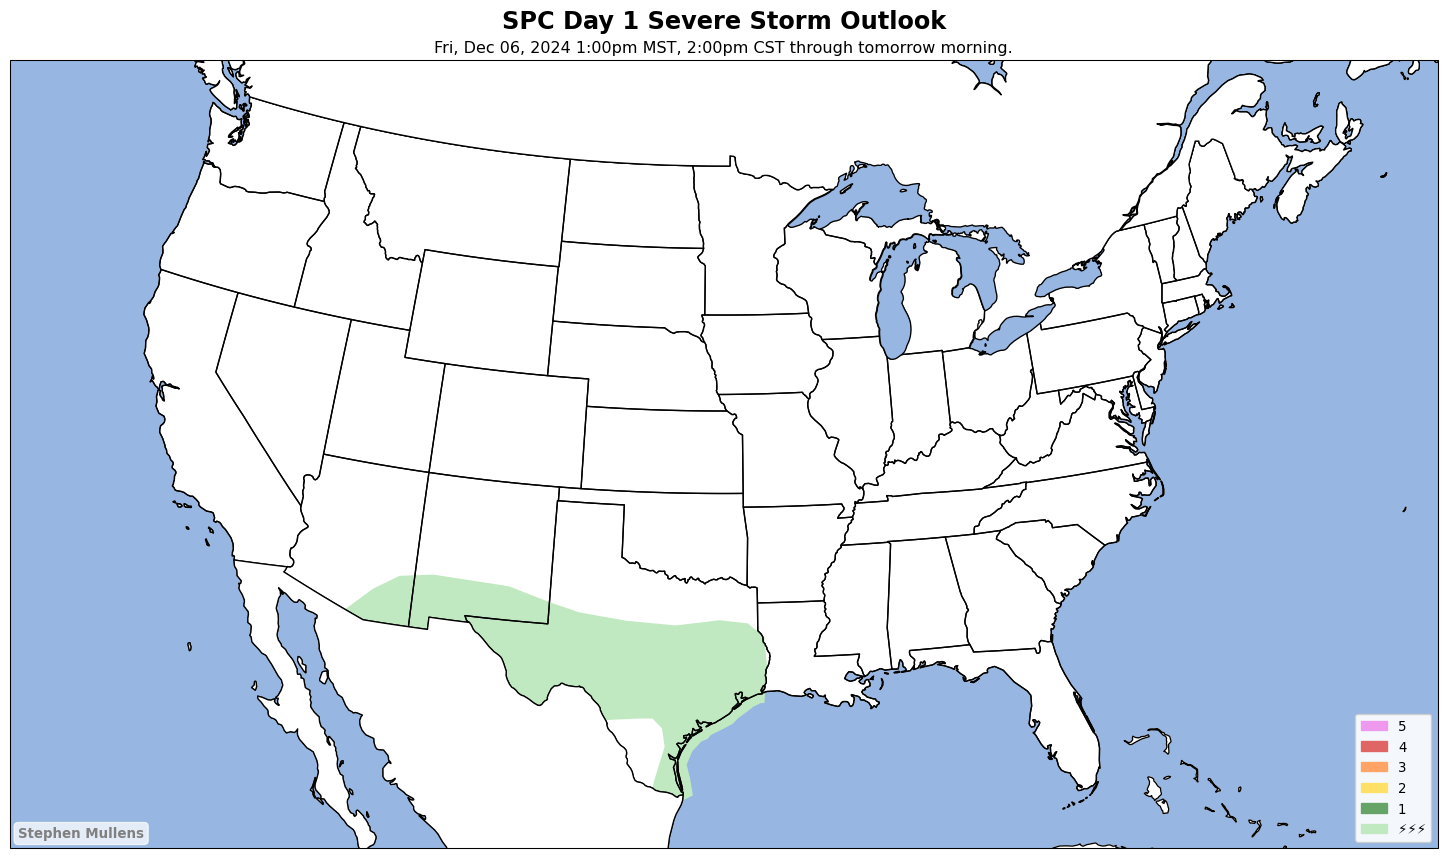 SPC Day 1 Severe Storm Outlook
Fri, Dec 06, 2024 1:00pm MST, 2:00pm CST through tomorrow morning.
5
4
3
2
1
⚡⚡⚡
Stephen Mullens